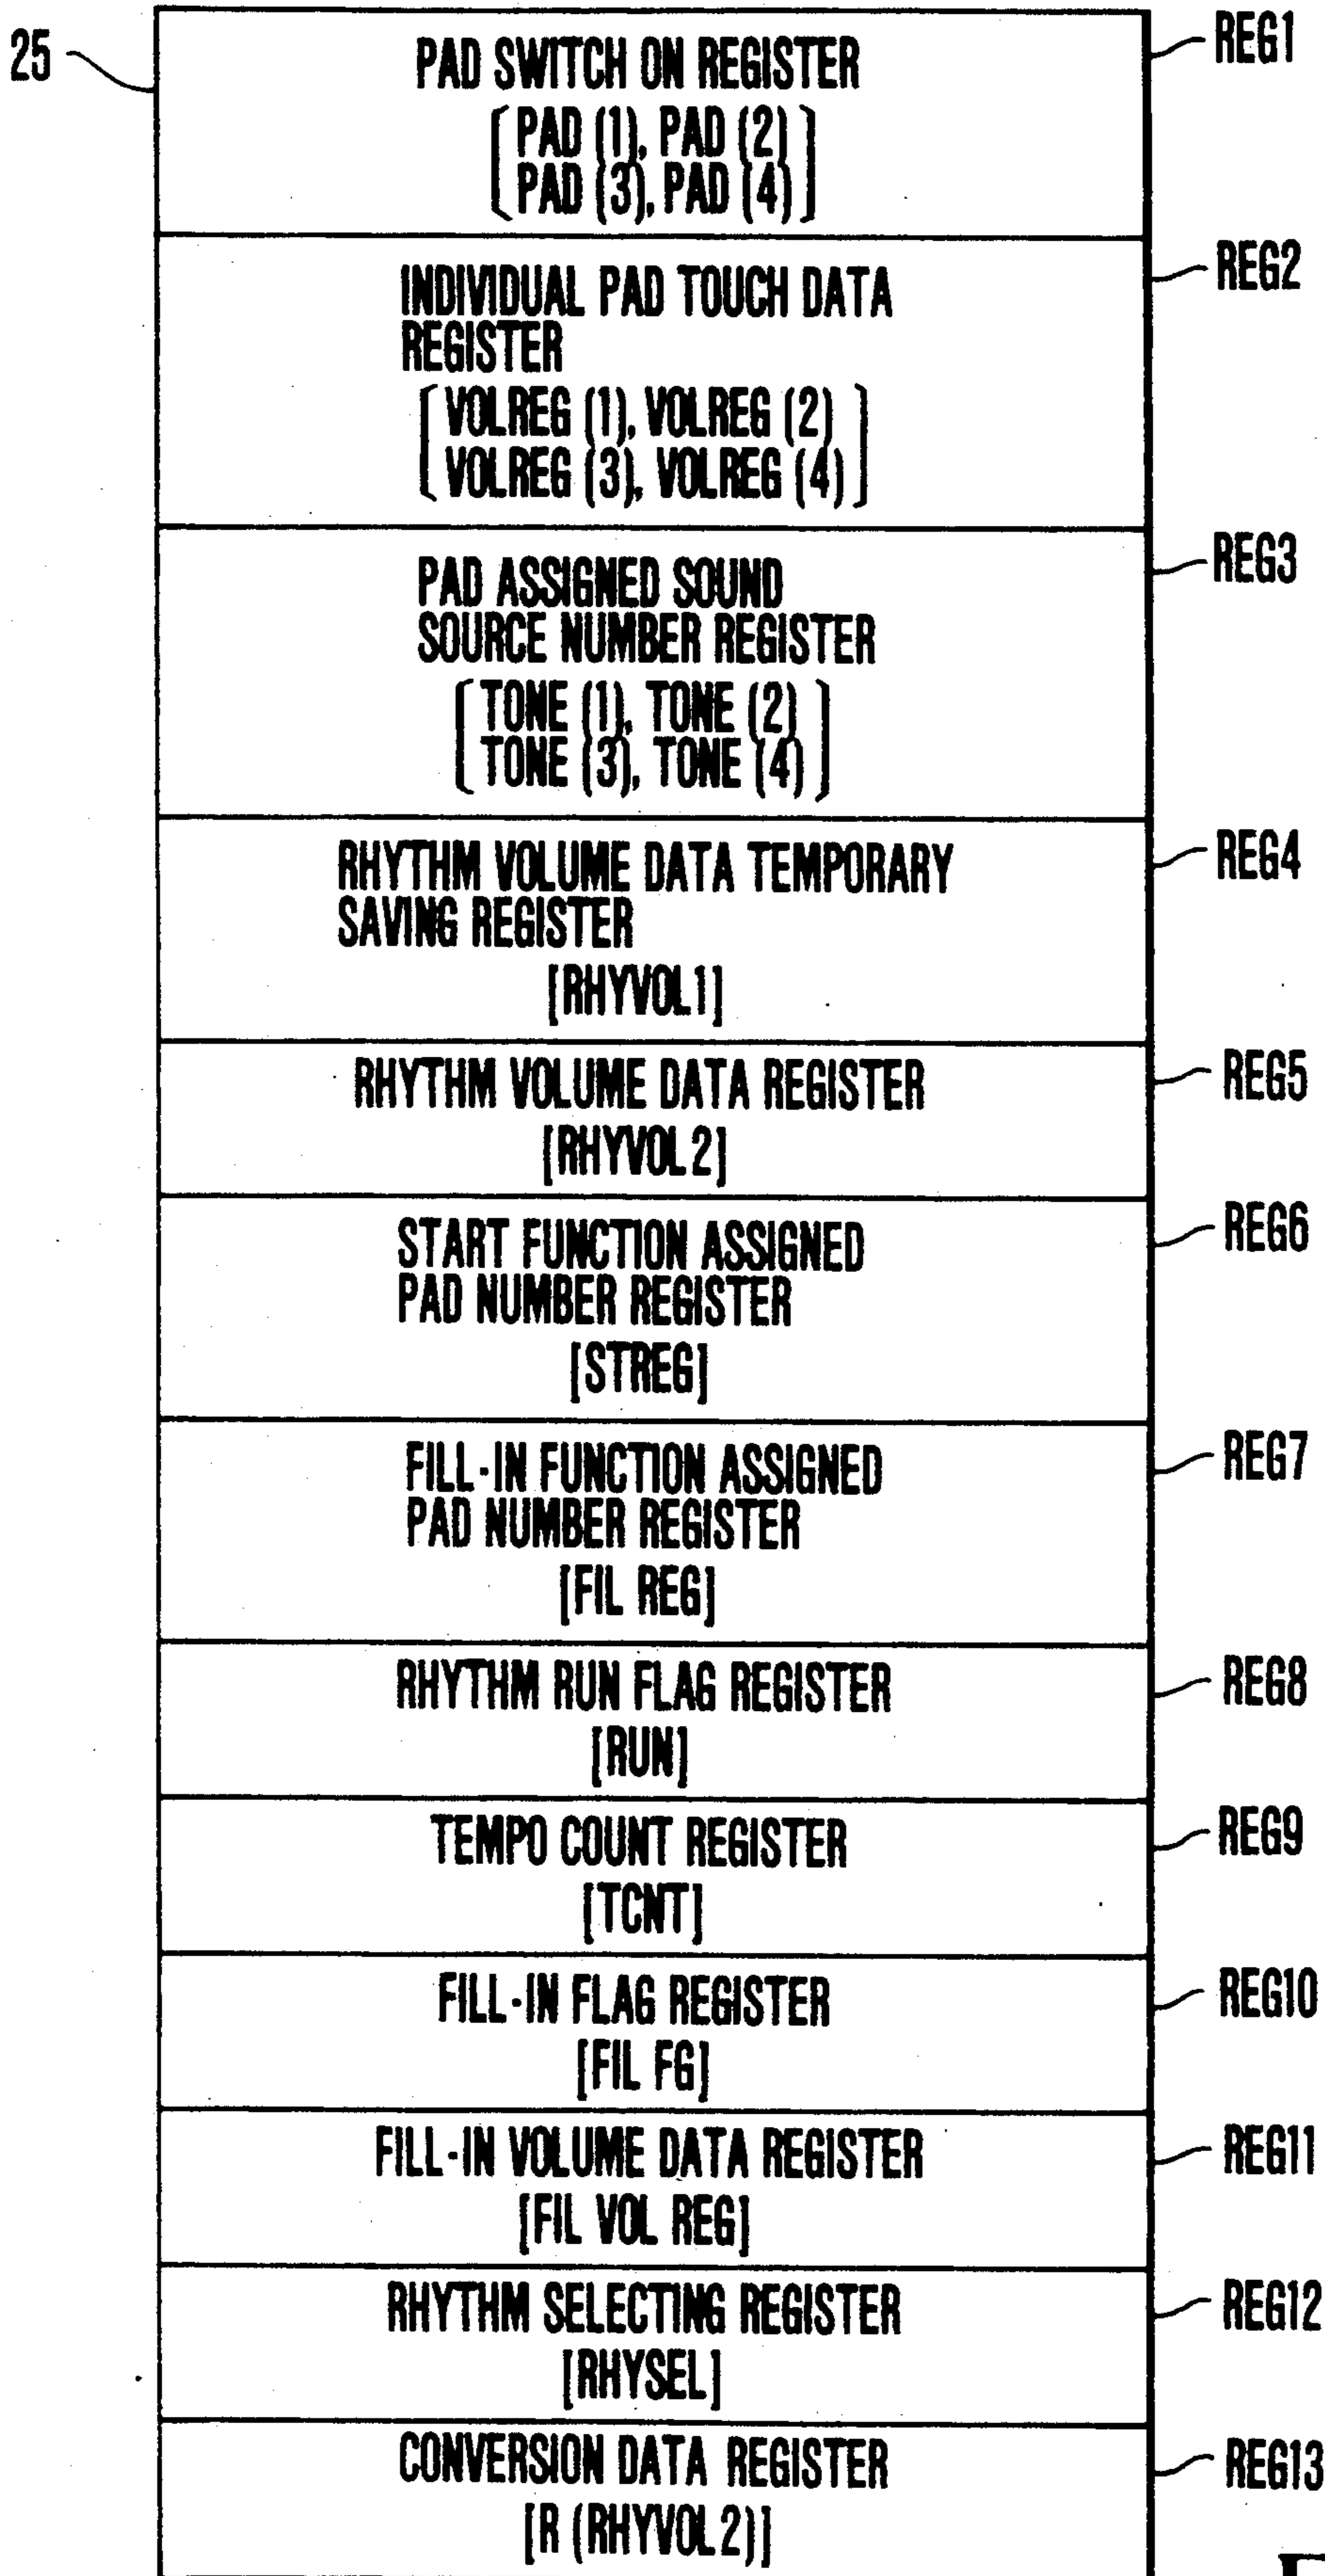 25
PAD SWITCH ON REGISTER
REG1
[PAD (1), PAD (2)
PAD (3), PAD (4)]
INDIVIDUAL PAD TOUCH DATA
REGISTER
REG2
[VOLREG (1), VOLREG (2)
VOLREG (3), VOLREG (4)]
PAD ASSIGNED SOUND
SOURCE NUMBER REGISTER
REG3
[TONE (1), TONE (2)
TONE (3), TONE (4)]
RHYTHM VOLUME DATA TEMPORARY
SAVING REGISTER
REG4
[RHYVOL1]
RHYTHM VOLUME DATA REGISTER
REG5
[RHYVOL2]
START FUNCTION ASSIGNED
PAD NUMBER REGISTER
REG6
[STREG]
FILL-IN FUNCTION ASSIGNED
PAD NUMBER REGISTER
REG7
[FIL REG]
RHYTHM RUN FLAG REGISTER
REG8
[RUN]
TEMPO COUNT REGISTER
REG9
[TCNT]
FILL-IN FLAG REGISTER
REG10
[FIL FG]
FILL-IN VOLUME DATA REGISTER
REG11
[FIL VOL REG]
RHYTHM SELECTING REGISTER
REG12
[RHYSEL]
CONVERSION DATA REGISTER
REG13
[R (RHYVOL2)]